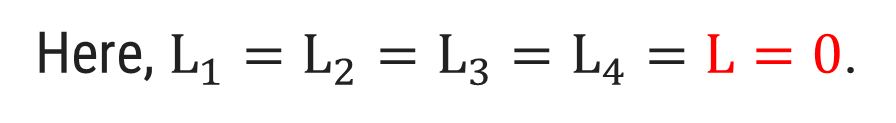 Here, L₁ = L₂ = L₃ = L₄ = L = 0.